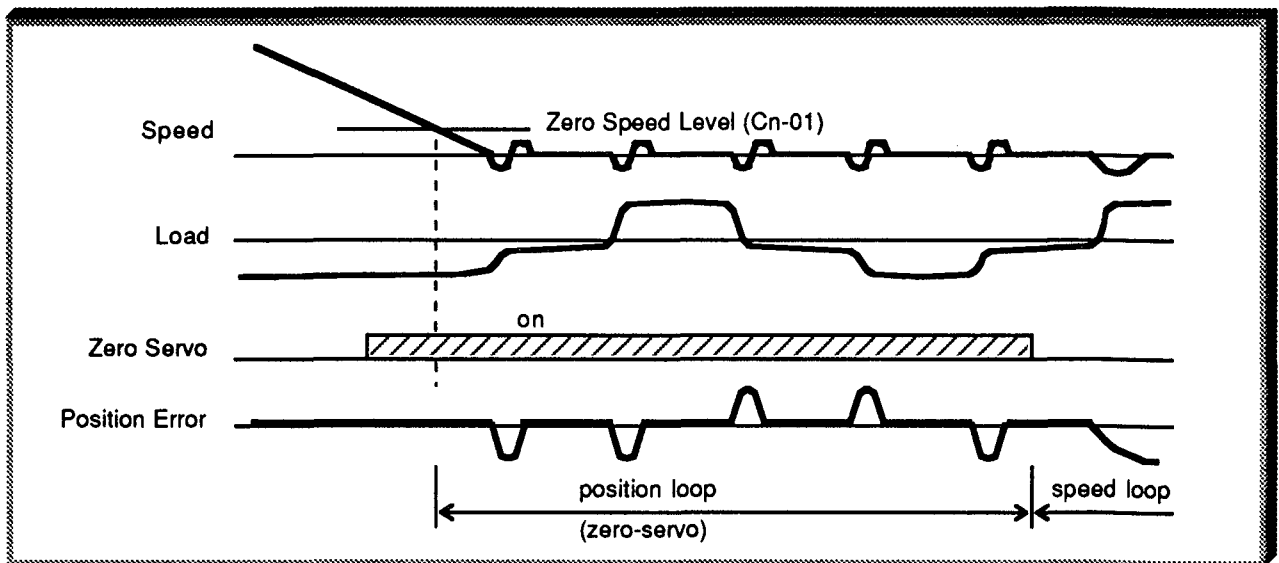 Speed
Zero Speed Level (Cn-01)
Load
on
Zero Servo
Position Error
position loop
(zero-servo)
speed loop